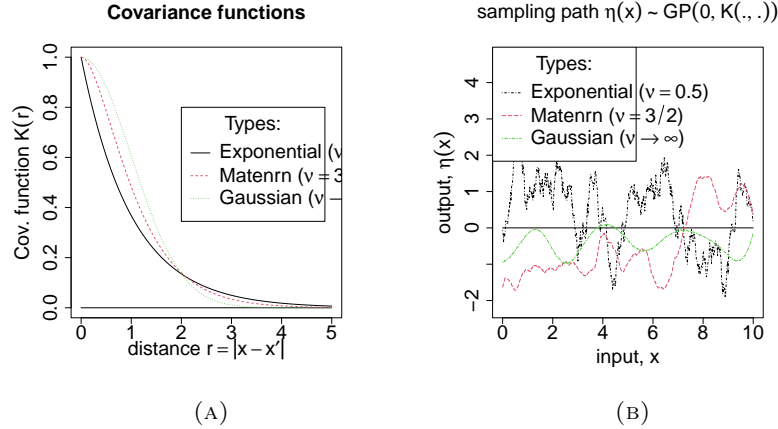 Covariance functions
Cov. function K(r)
1.0
0.8
0.6
0.4
0.2
0.0
Types:
Exponential (ν
Matenrn (ν = 3
Gaussian (ν −
0 1 2 3 4 5
distance r = |x − x′|
(A)
sampling path η(x) ~ GP(0, K(., .))
output, η(x)
4
2
1
0
−2
Types:
Exponential (ν = 0.5)
Matenrn (ν = 3/2)
Gaussian (ν → ∞)
0 2 4 6 8 10
input, x
(B)